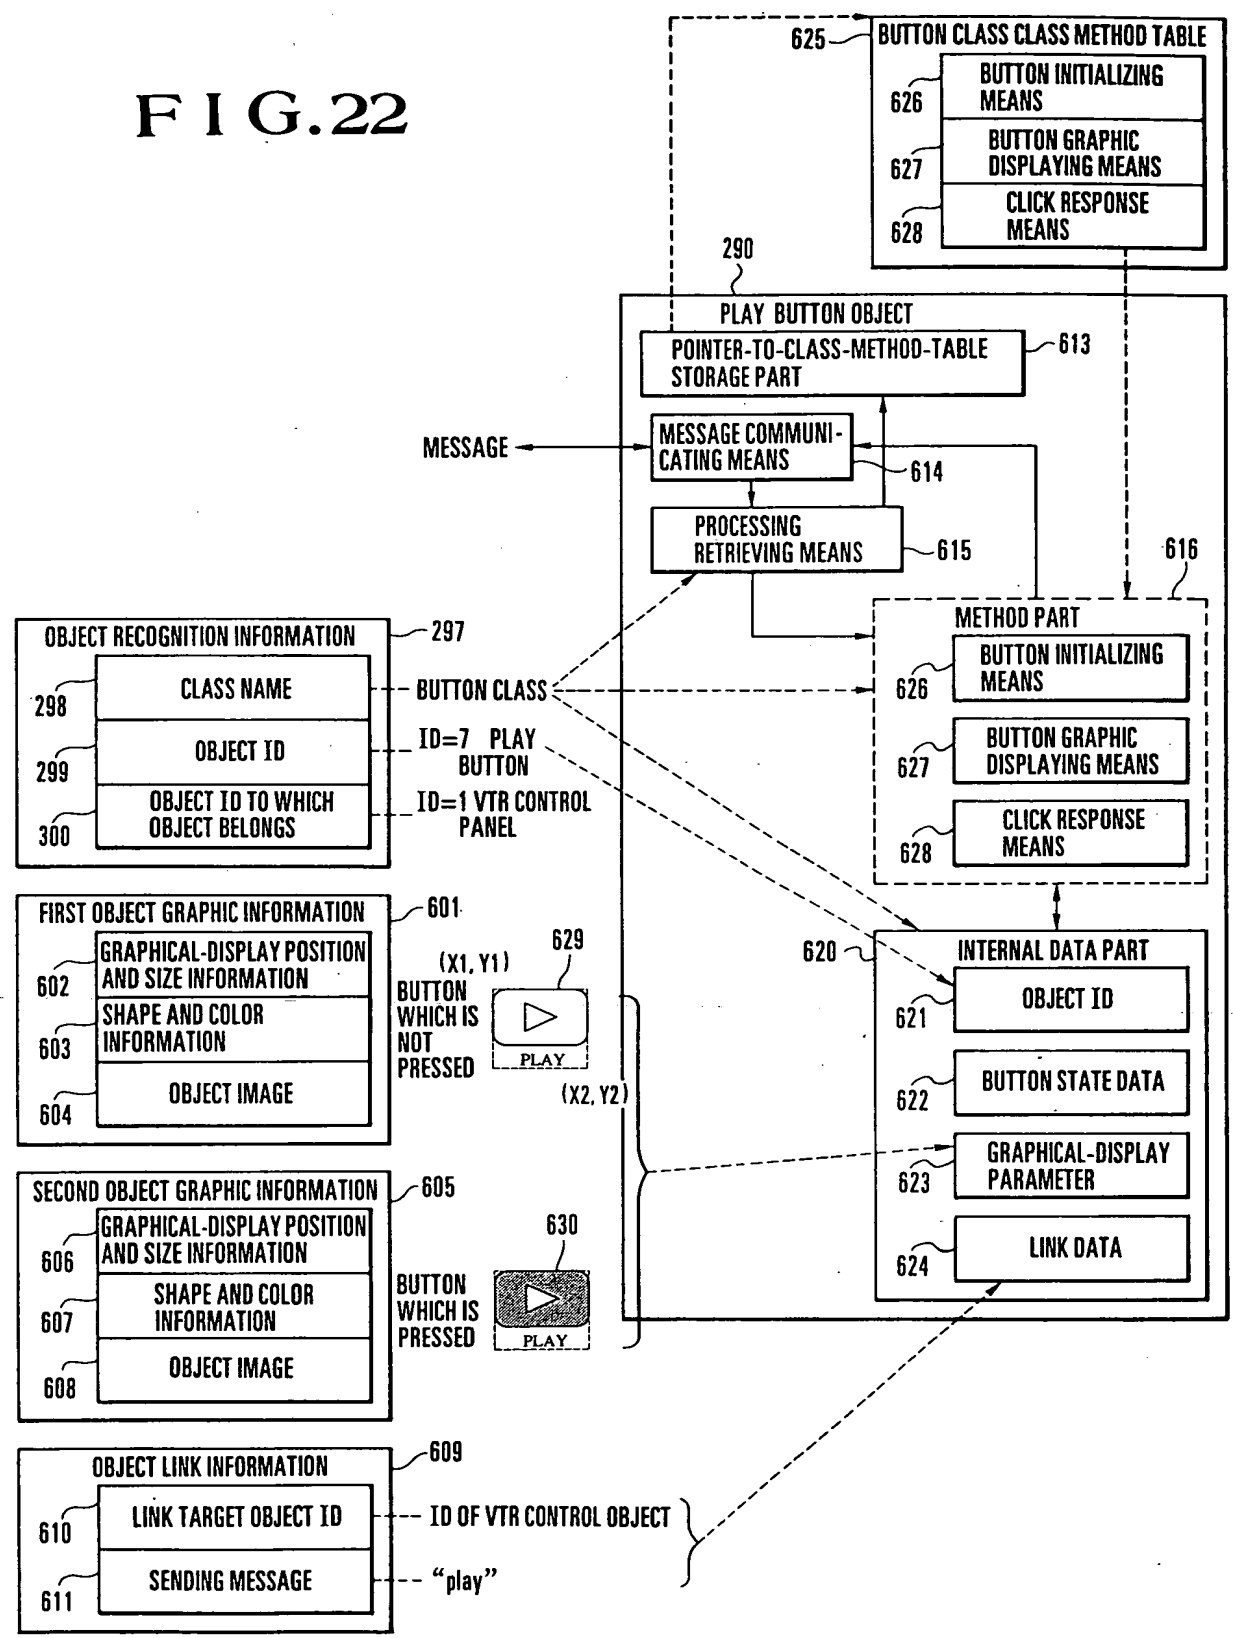 FIG.22
625
BUTTON CLASS CLASS METHOD TABLE
626
BUTTON INITIALIZING
MEANS
627
BUTTON GRAPHIC
DISPLAYING MEANS
628
CLICK RESPONSE
MEANS
290
PLAY BUTTON OBJECT
POINTER-TO-CLASS-METHOD-TABLE
STORAGE PART
613
MESSAGE
MESSAGE COMMUNI-
CATING MEANS
614
PROCESSING
RETRIEVING MEANS
615
616
METHOD PART
626
BUTTON INITIALIZING
MEANS
627
BUTTON GRAPHIC
DISPLAYING MEANS
628
CLICK RESPONSE
MEANS
620
INTERNAL DATA PART
621
OBJECT ID
622
BUTTON STATE DATA
623
GRAPHICAL-DISPLAY
PARAMETER
624
LINK DATA
OBJECT RECOGNITION INFORMATION
297
298
CLASS NAME
BUTTON CLASS
299
OBJECT ID
ID=7 PLAY
BUTTON
300
OBJECT ID TO WHICH
OBJECT BELONGS
ID=1 VTR CONTROL
PANEL
FIRST OBJECT GRAPHIC INFORMATION
601
602
GRAPHICAL-DISPLAY POSITION
AND SIZE INFORMATION
603
SHAPE AND COLOR
INFORMATION
604
OBJECT IMAGE
(X1, Y1)
629
BUTTON
WHICH IS
NOT
PRESSED
PLAY
(X2, Y2)
SECOND OBJECT GRAPHIC INFORMATION
605
606
GRAPHICAL-DISPLAY POSITION
AND SIZE INFORMATION
607
SHAPE AND COLOR
INFORMATION
608
OBJECT IMAGE
630
BUTTON
WHICH IS
PRESSED
PLAY
OBJECT LINK INFORMATION
609
610
LINK TARGET OBJECT ID
ID OF VTR CONTROL OBJECT
611
SENDING MESSAGE
“play”